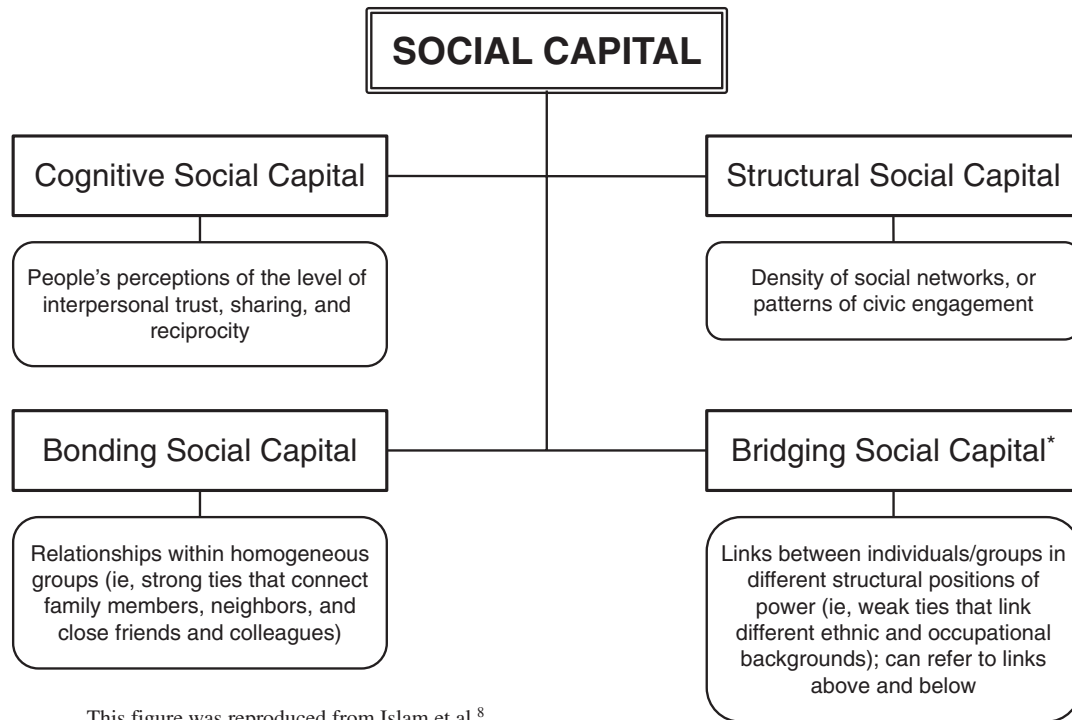 SOCIAL CAPITAL
Cognitive Social Capital
People's perceptions of the level of
interpersonal trust, sharing, and
reciprocity
Structural Social Capital
Density of social networks, or
patterns of civic engagement
Bonding Social Capital
Relationships within homogeneous
groups (ie, strong ties that connect
family members, neighbors, and
close friends and colleagues)
Bridging Social Capital*
Links between individuals/groups in
different structural positions of
power (ie, weak ties that link
different ethnic and occupational
backgrounds); can refer to links
above and below
This figure was reproduced from Islam et al.8